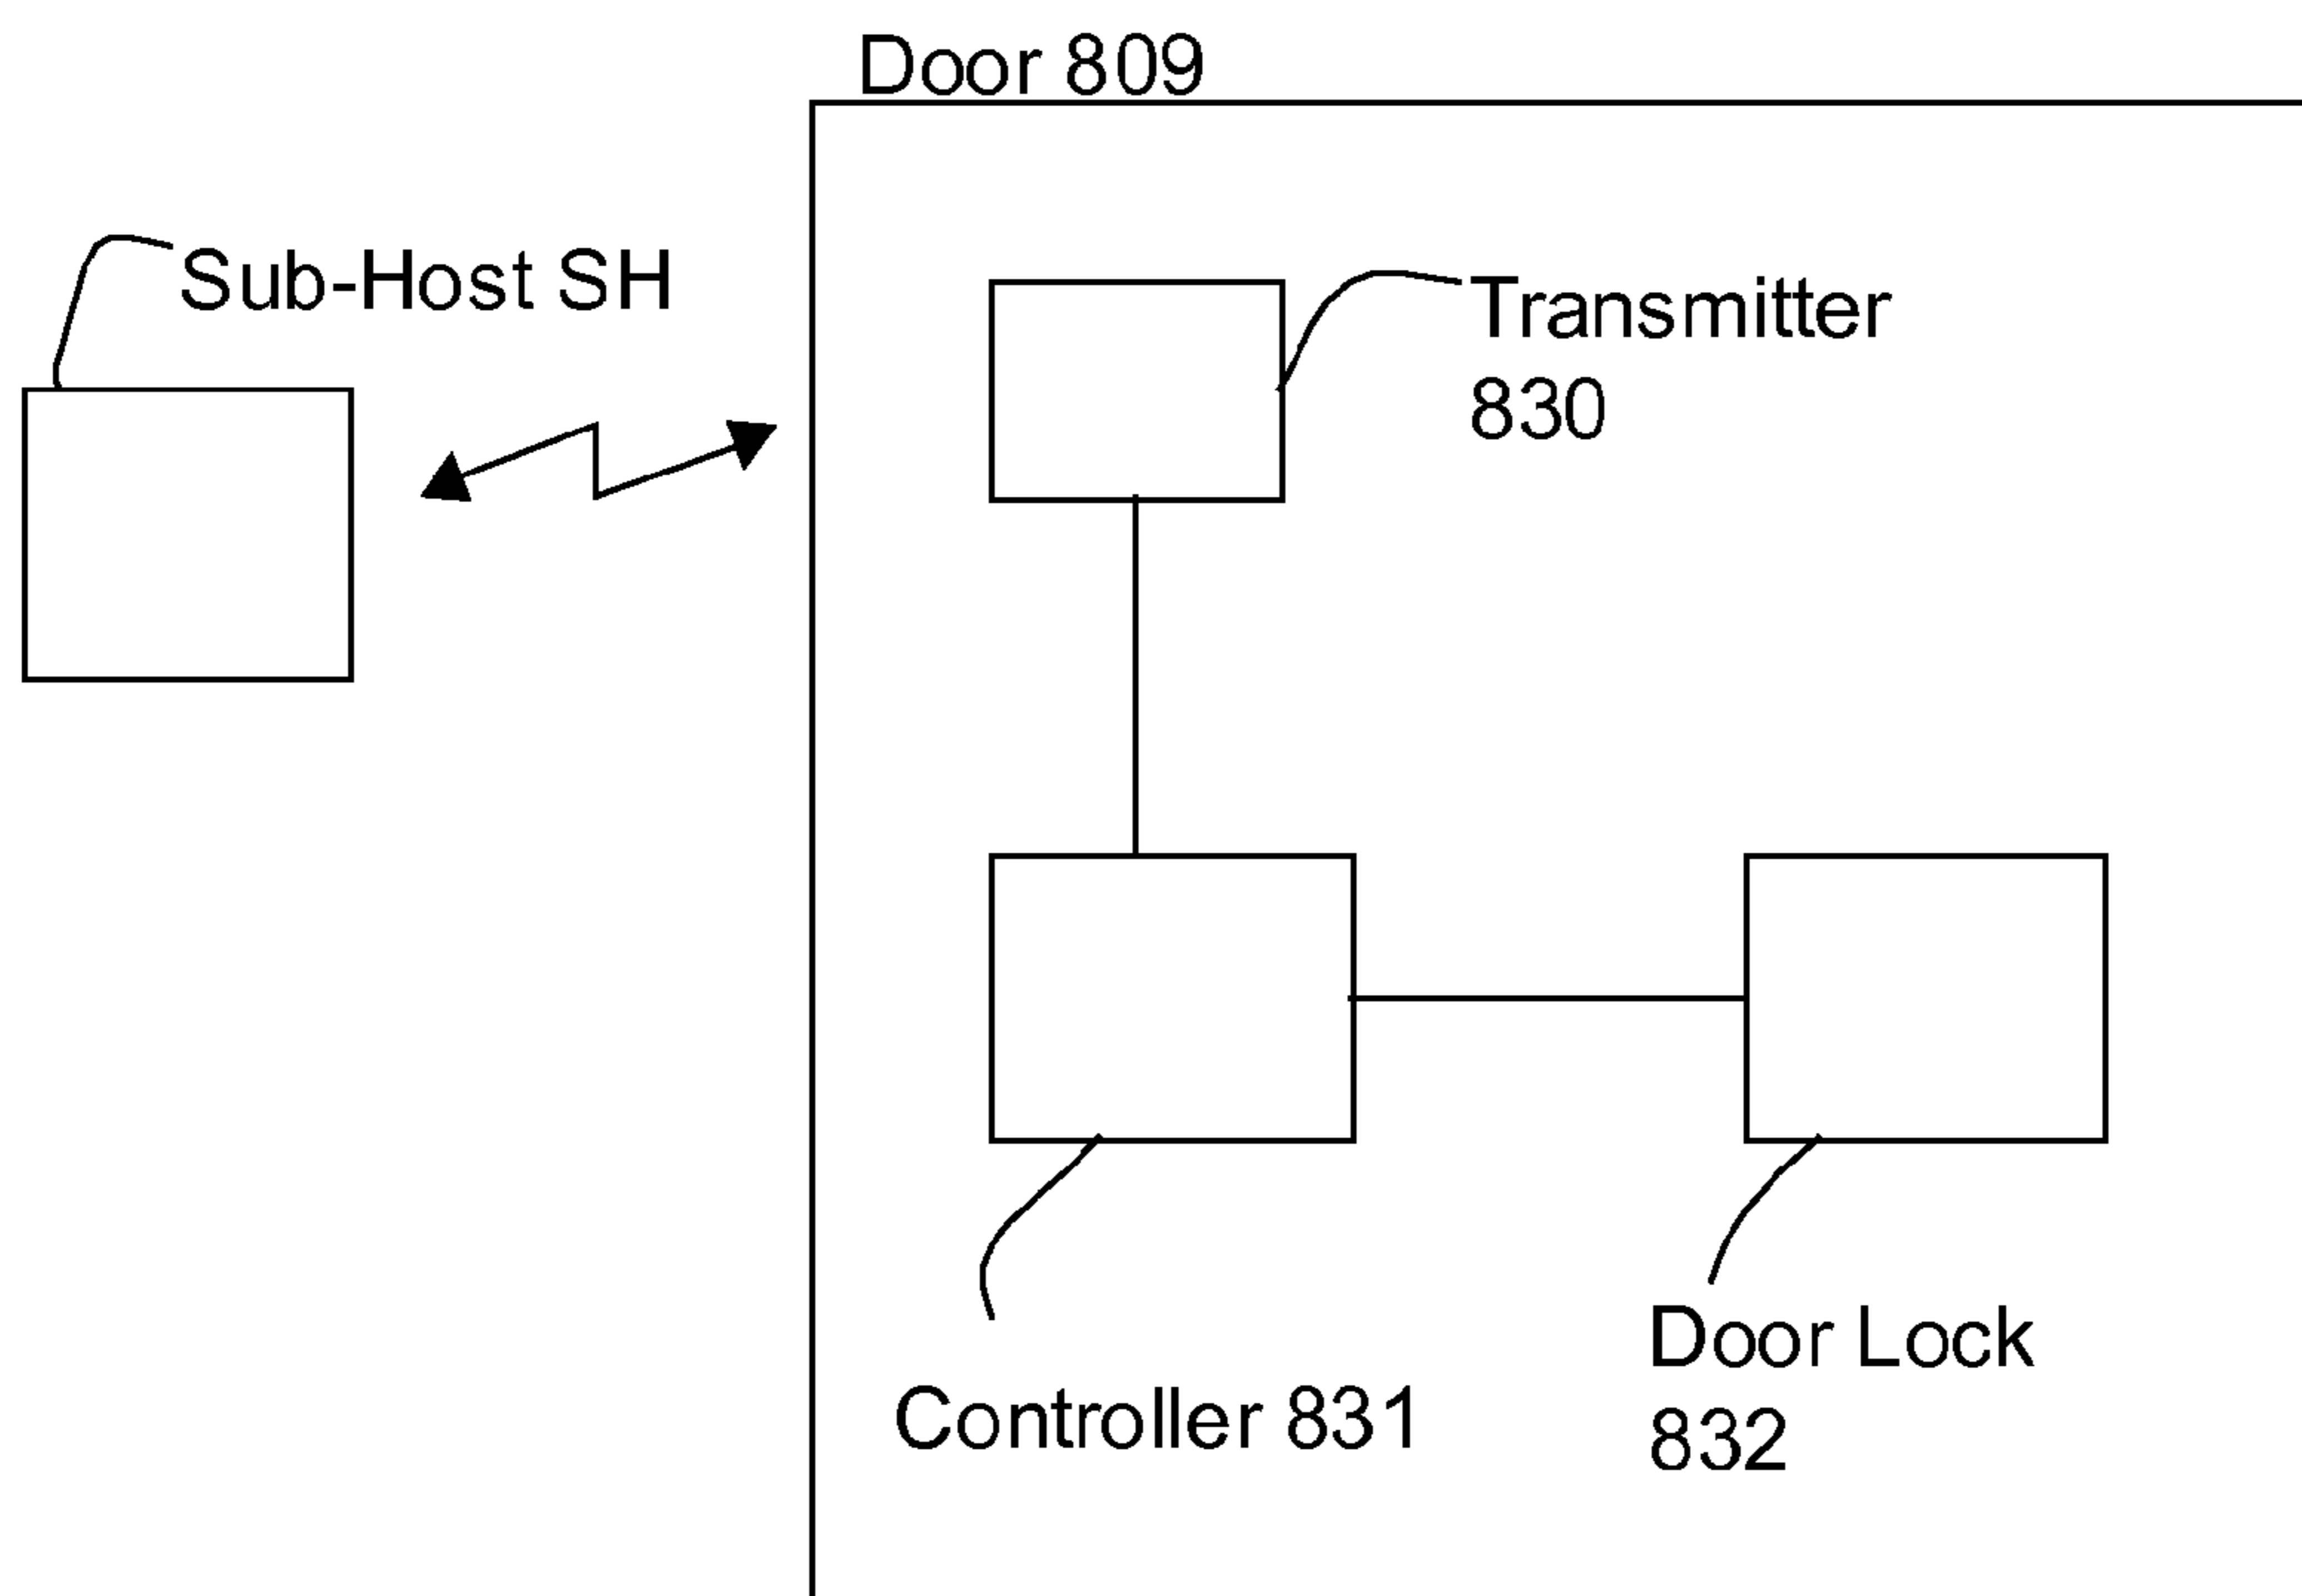 Door 809
Sub-Host SH
Transmitter
830
Controller 831
Door Lock
832